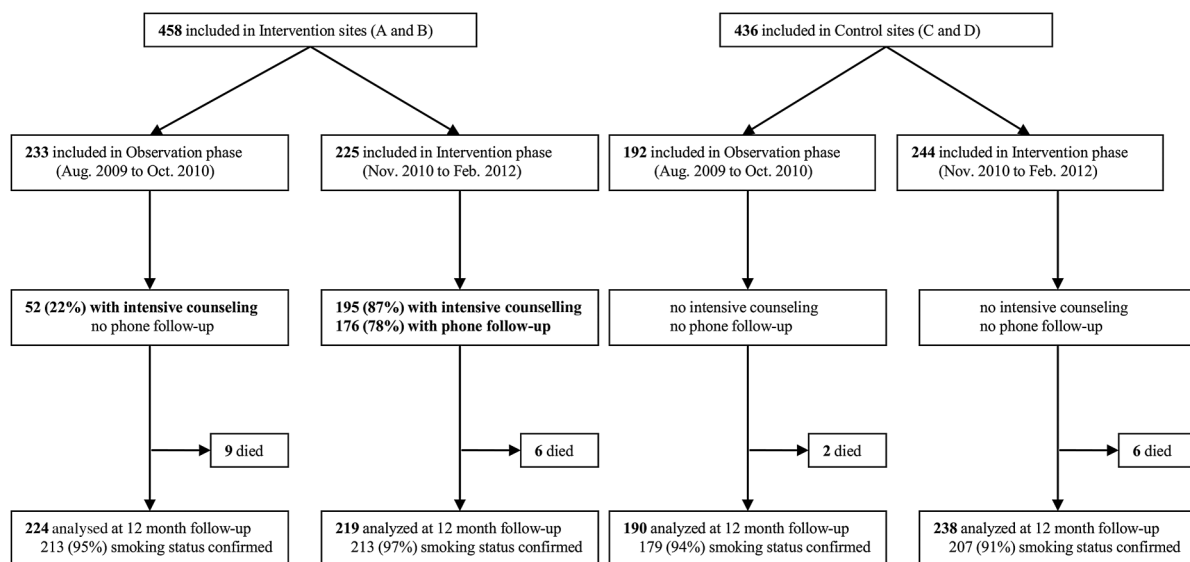 458 included in Intervention sites (A and B)
436 included in Control sites (C and D)
233 included in Observation phase
(Aug. 2009 to Oct. 2010)
225 included in Intervention phase
(Nov. 2010 to Feb. 2012)
192 included in Observation phase
(Aug. 2009 to Oct. 2010)
244 included in Intervention phase
(Nov. 2010 to Feb. 2012)
52 (22%) with intensive counseling
no phone follow-up
195 (87%) with intensive counselling
176 (78%) with phone follow-up
no intensive counseling
no phone follow-up
no intensive counseling
no phone follow-up
9 died
6 died
2 died
6 died
224 analysed at 12 month follow-up
213 (95%) smoking status confirmed
219 analyzed at 12 month follow-up
213 (97%) smoking status confirmed
190 analyzed at 12 month follow-up
179 (94%) smoking status confirmed
238 analyzed at 12 month follow-up
207 (91%) smoking status confirmed